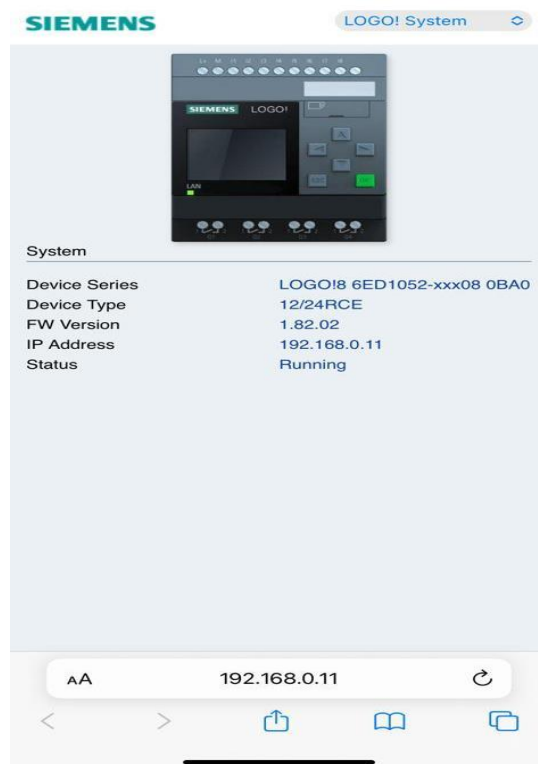 SIEMENS
LOGO! System
SIEMENS LOGO!
LAN
System
Device Series LOGO!8 6ED1052-xxx08 0BA0
Device Type 12/24RCE
FW Version 1.82.02
IP Address 192.168.0.11
Status Running
AA 192.168.0.11